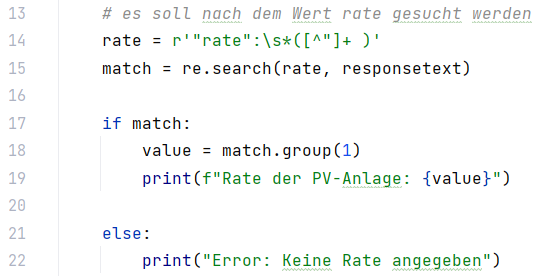 13 # es soll nach dem Wert rate gesucht werden
14 rate = r'"rate":\s*([^"]+ )'
15 match = re.search(rate, responsetext)
16
17 if match:
18 value = match.group(1)
19 print(f"Rate der PV-Anlage: {value}")
20
21 else:
22 print("Error: Keine Rate angegeben")